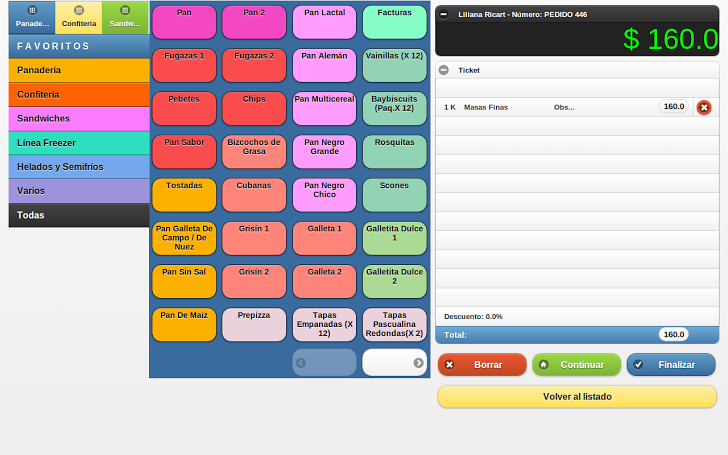 Panade...
Confitería
Sandw...
FAVORITOS
Panadería
Confitería
Sandwiches
Línea Freezer
Helados y Semifríos
Varios
Todas
Pan
Pan 2
Pan Lactal
Facturas
Fugazas 1
Fugazas 2
Pan Alemán
Vainillas (X 12)
Pebetes
Chips
Pan Multicereal
Baybiscuits
(Paq.X 12)
Pan Sabor
Bizcochos de
Grasa
Pan Negro
Grande
Rosquitas
Tostadas
Cubanas
Pan Negro
Chico
Scones
Pan Galleta De
Campo / De
Nuez
Grisín 1
Galleta 1
Galletita Dulce
1
Pan Sin Sal
Grisín 2
Galleta 2
Galletita Dulce
2
Pan De Maiz
Prepizza
Tapas
Empanadas (X
12)
Tapas
Pascualina
Redondas(X 2)
Liliana Ricart - Número: PEDIDO 446
$ 160.0
Ticket
1 K Masas Finas Obs... 160.0
Descuento: 0.0%
Total: 160.0
Borrar
Continuar
Finalizar
Volver al listado